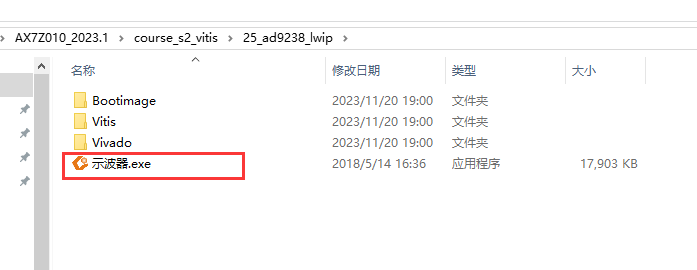 AX7Z010_2023.1 > course_s2_vitis > 25_ad9238_lwip >
名称 修改日期 类型 大小
Bootimage 2023/11/20 19:00 文件夹
Vitis 2023/11/20 19:00 文件夹
Vivado 2023/11/20 19:00 文件夹
示波器.exe 2018/5/14 16:36 应用程序 17,903 KB